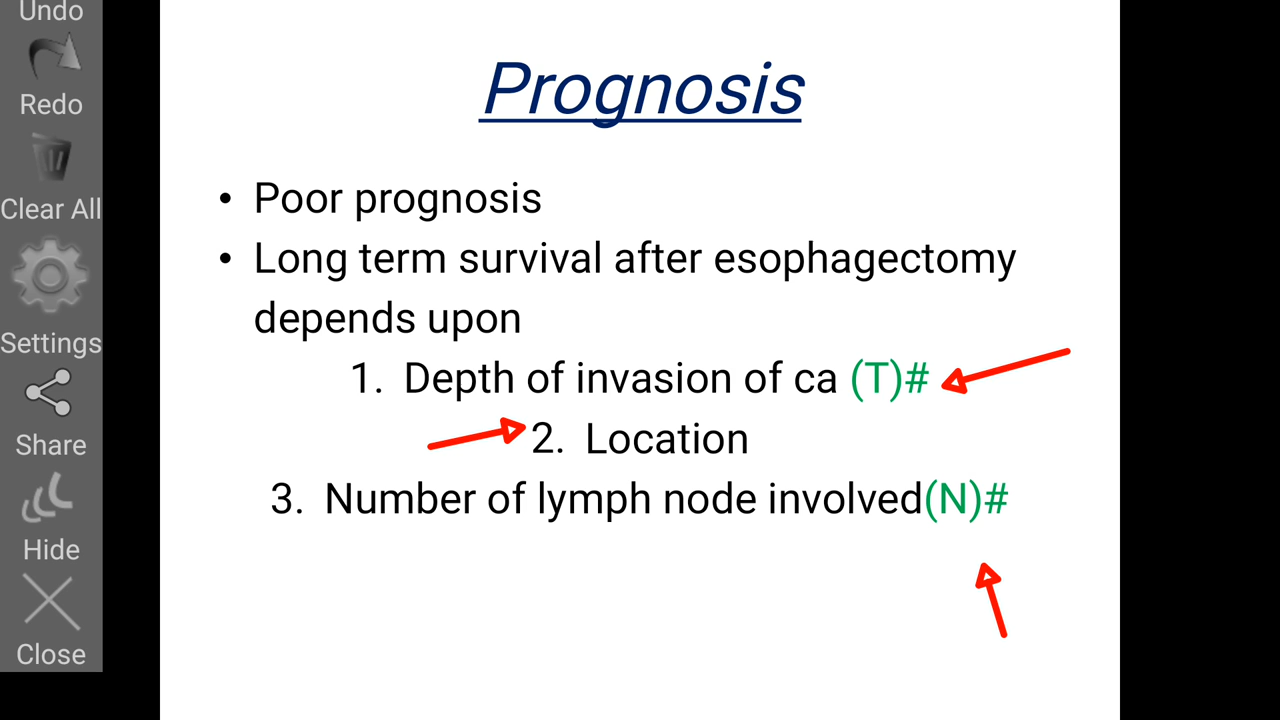 Undo
Redo
Clear All
Settings
Share
Hide
Close
Prognosis
• Poor prognosis
• Long term survival after esophagectomy
depends upon
1. Depth of invasion of ca (T)#
2. Location
3. Number of lymph node involved(N)#